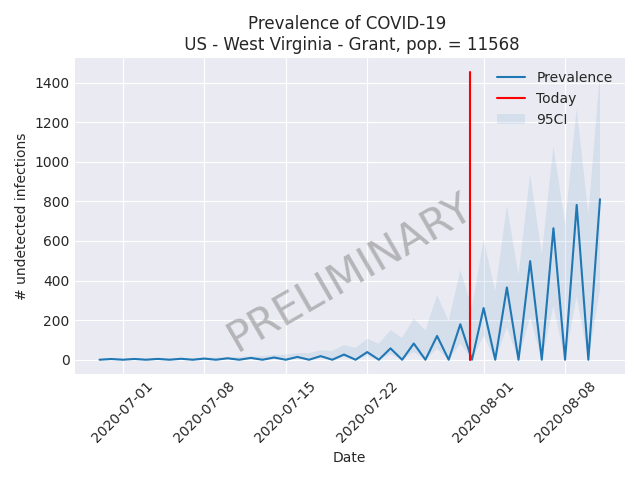 Prevalence of COVID-19
US - West Virginia - Grant, pop. = 11568
1400
1200
1000
800
600
400
200
0
# undetected infections
Prevalence
Today
95CI
PRELIMINARY
2020-07-01
2020-07-08
2020-07-15
2020-07-22
2020-08-01
2020-08-08
Date